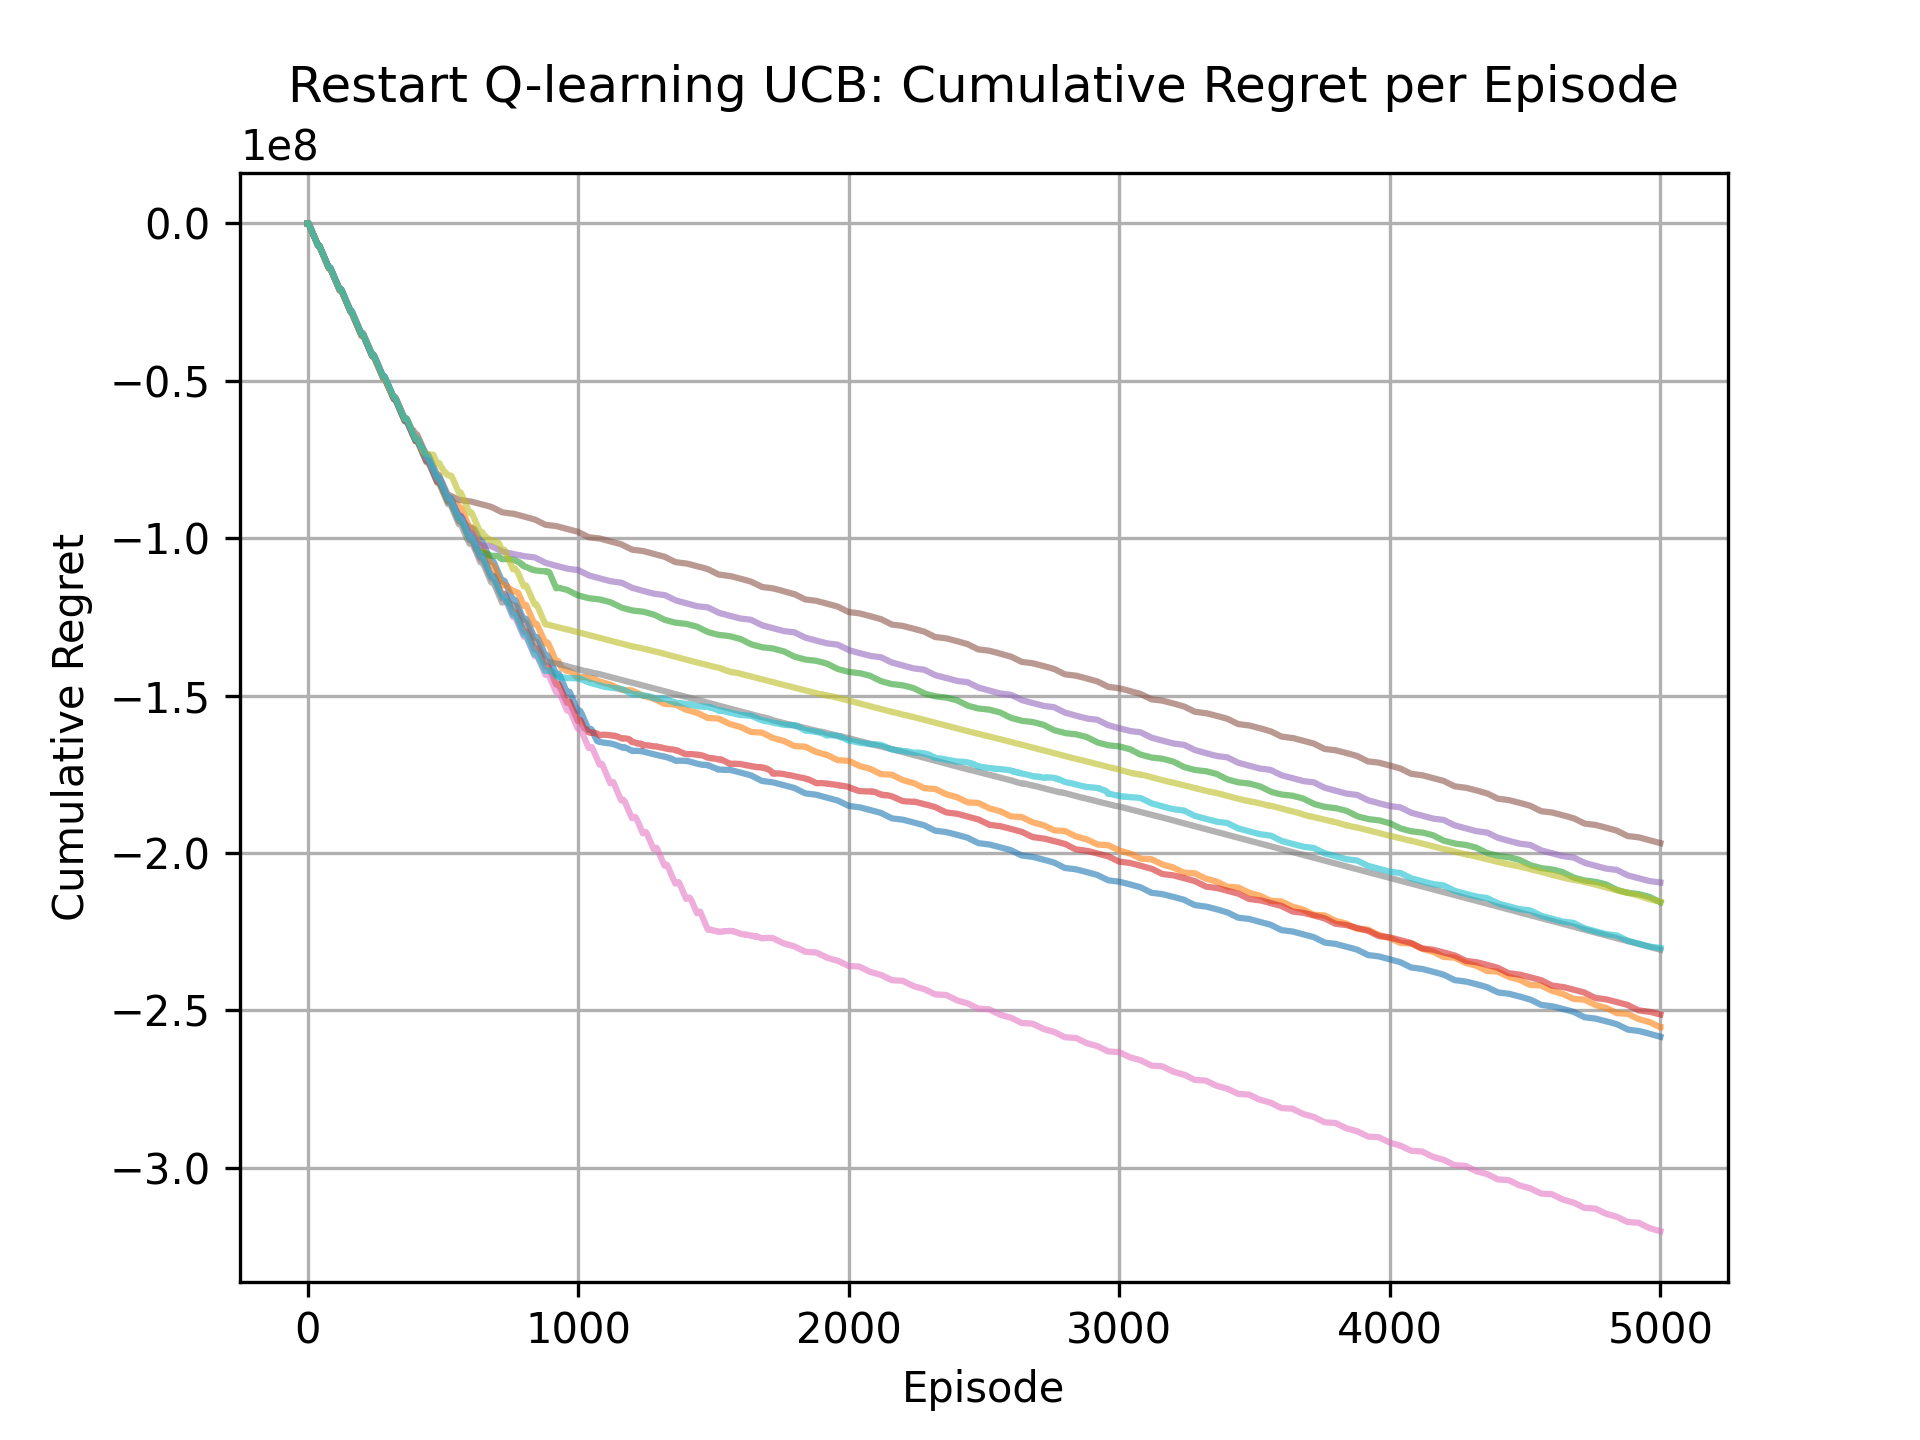 Restart Q-learning UCB: Cumulative Regret per Episode
1e8
0.0
−0.5
−1.0
−1.5
−2.0
−2.5
−3.0
Cumulative Regret
0 1000 2000 3000 4000 5000
Episode